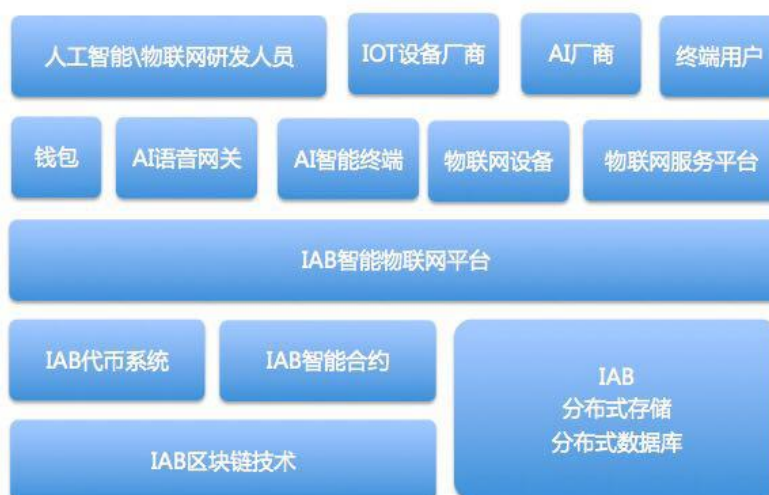 人工智能\物联网研发人员
IOT设备厂商
AI厂商
终端用户
钱包
AI语音网关
AI智能终端
物联网设备
物联网服务平台
IAB智能物联网平台
IAB代币系统
IAB智能合约
IAB
分布式存储
分布式数据库
IAB区块链技术